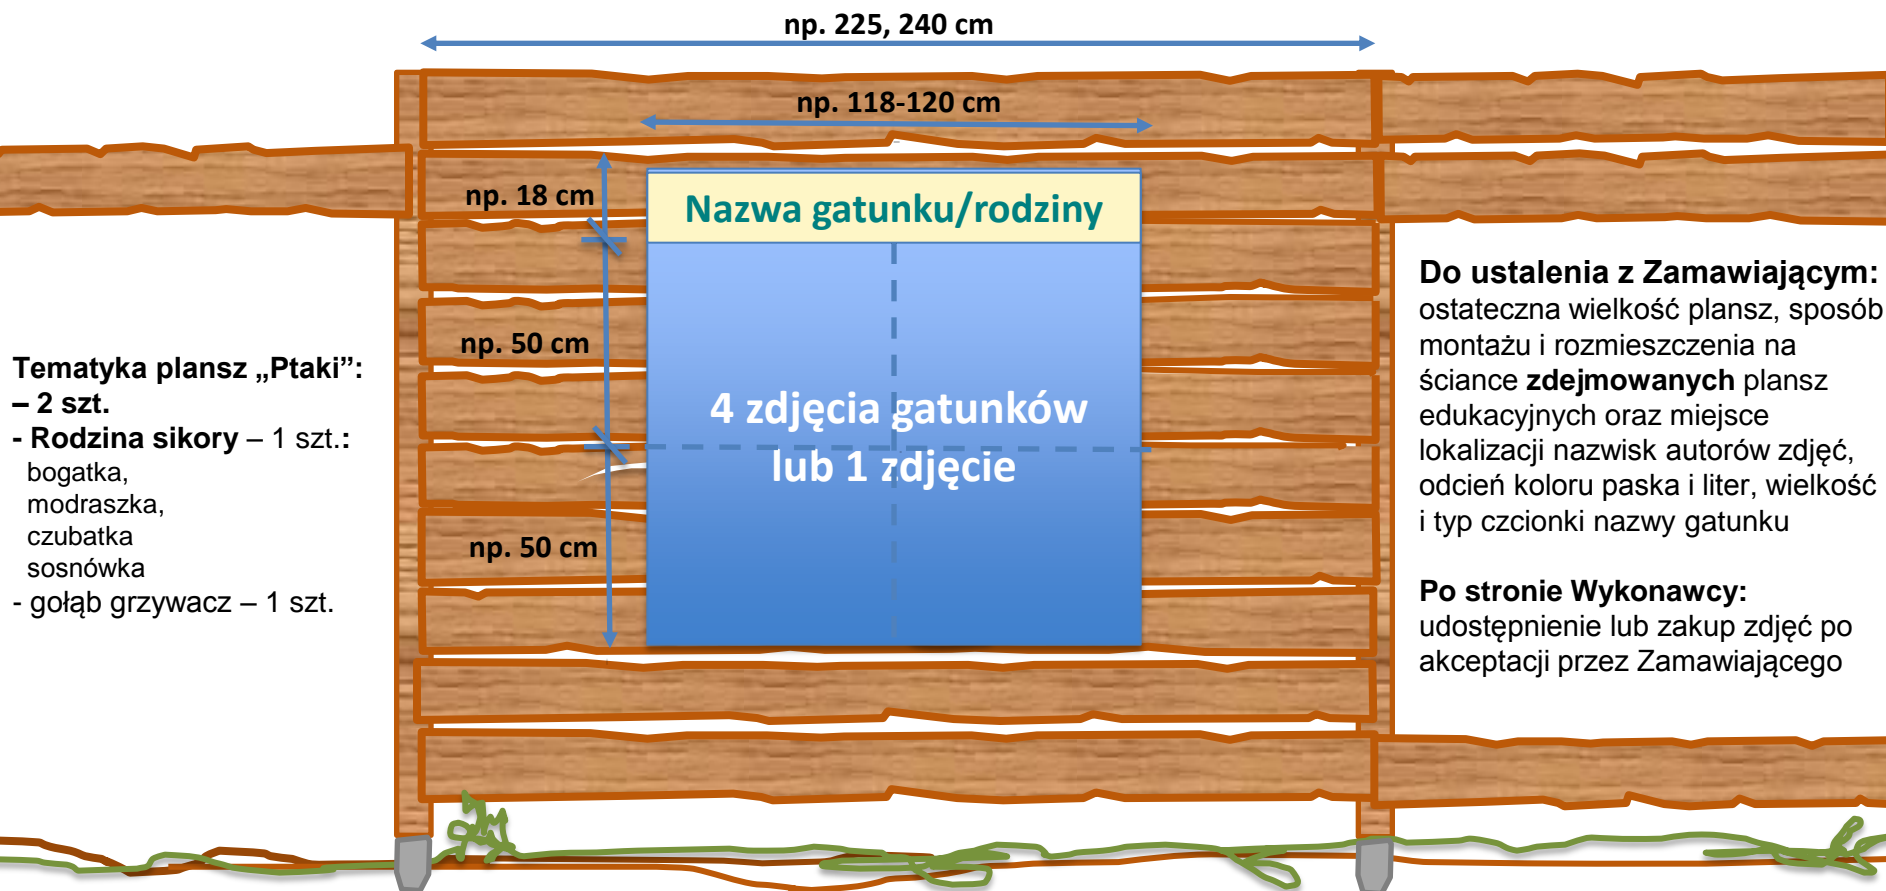 np. 225, 240 cm
np. 118-120 cm
np. 18 cm
Nazwa gatunku/rodziny
np. 50 cm
4 zdjęcia gatunków
lub 1 zdjęcie
np. 50 cm
Tematyka plansz „Ptaki”:
– 2 szt.
- Rodzina sikory – 1 szt.:
bogatka,
modraszka,
czubatka
sosnówka
- gołąb grzywacz – 1 szt.
Do ustalenia z Zamawiającym:
ostateczna wielkość plansz, sposób
montażu i rozmieszczenia na
ściance zdejmowanych plansz
edukacyjnych oraz miejsce
lokalizacji nazwisk autorów zdjęć,
odcień koloru paska i liter, wielkość
i typ czcionki nazwy gatunku
Po stronie Wykonawcy:
udostępnienie lub zakup zdjęć po
akceptacji przez Zamawiającego